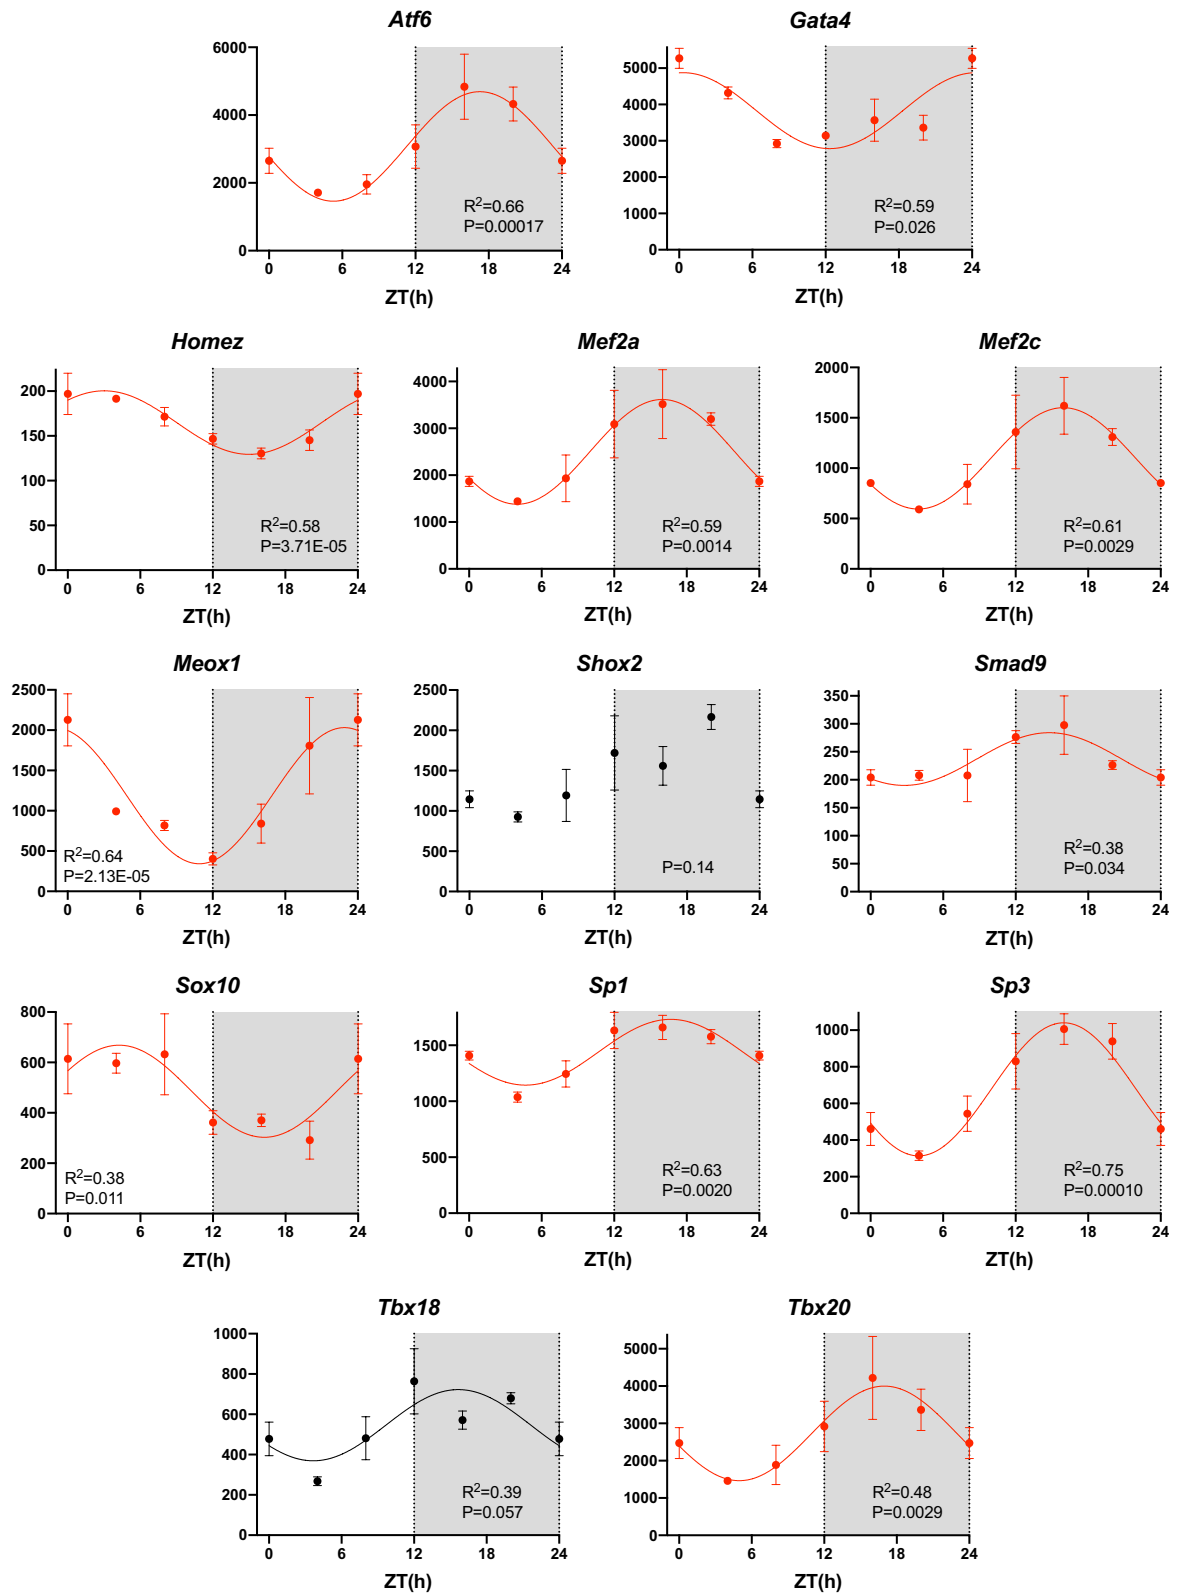 Atf6
Gata4
6000
4000
2000
0
R²=0.66
P=0.00017
0 6 12 18 24
ZT(h)
5000
4000
3000
2000
1000
0
R²=0.59
P=0.026
0 6 12 18 24
ZT(h)
Homez
Mef2a
Mef2c
200
150
100
50
0
R²=0.58
P=3.71E-05
0 6 12 18 24
ZT(h)
4000
3000
2000
1000
0
R²=0.59
P=0.0014
0 6 12 18 24
ZT(h)
2000
1500
1000
500
0
R²=0.61
P=0.0029
0 6 12 18 24
ZT(h)
Meox1
Shox2
Smad9
2500
2000
1500
1000
500
0
R²=0.64
P=2.13E-05
0 6 12 18 24
ZT(h)
2500
2000
1500
1000
500
0
P=0.14
0 6 12 18 24
ZT(h)
350
300
250
200
150
100
50
0
R²=0.38
P=0.034
0 6 12 18 24
ZT(h)
Sox10
Sp1
Sp3
800
600
400
200
0
R²=0.38
P=0.011
0 6 12 18 24
ZT(h)
1500
1000
500
0
R²=0.63
P=0.0020
0 6 12 18 24
ZT(h)
1000
800
600
400
200
0
R²=0.75
P=0.00010
0 6 12 18 24
ZT(h)
Tbx18
Tbx20
1000
800
600
400
200
0
R²=0.39
P=0.057
0 6 12 18 24
ZT(h)
5000
4000
3000
2000
1000
0
R²=0.48
P=0.0029
0 6 12 18 24
ZT(h)